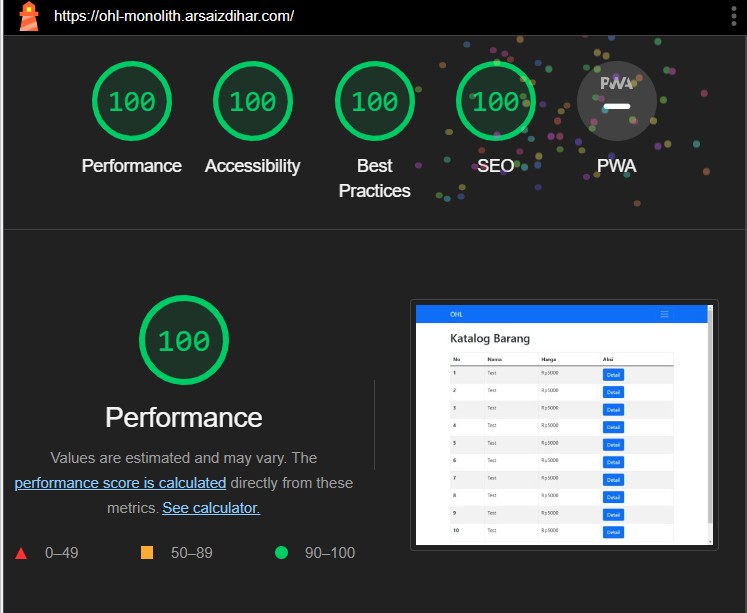 https://ohl-monolith.arsaizdihar.com/
100 100 100 100 PWA
Performance Accessibility Best Practices SEO PWA
100
Performance
Values are estimated and may vary. The
performance score is calculated directly from these
metrics. See calculator.
0–49 50–89 90–100
OHL
Katalog Barang
No Nama Harga Aksi
1 Test Rp5000 Detail
2 Test Rp5000 Detail
3 Test Rp5000 Detail
4 Test Rp5000 Detail
5 Test Rp5000 Detail
6 Test Rp5000 Detail
7 Test Rp5000 Detail
8 Test Rp5000 Detail
9 Test Rp5000 Detail
10 Test Rp5000 Detail